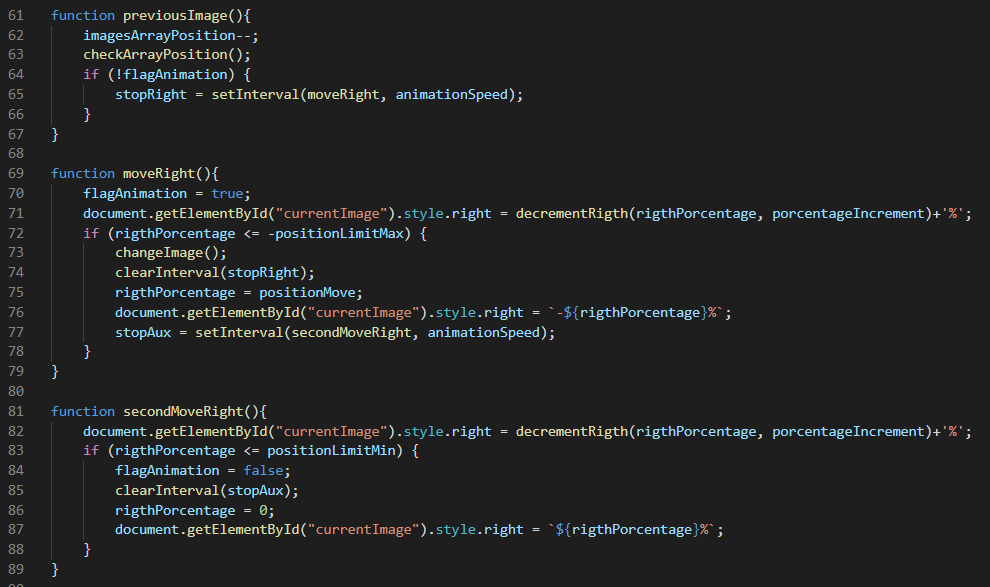 61 function previousImage(){
62     imagesArrayPosition--;
63     checkArrayPosition();
64     if (!flagAnimation) {
65         stopRight = setInterval(moveRight, animationSpeed);
66     }
67 }
68
69 function moveRight(){
70     flagAnimation = true;
71     document.getElementById("currentImage").style.right = decrementRigth(rigthPorcentage, porcentageIncrement)+'%';
72     if (rigthPorcentage <= -positionLimitMax) {
73         changeImage();
74         clearInterval(stopRight);
75         rigthPorcentage = positionMove;
76         document.getElementById("currentImage").style.right = `-${rigthPorcentage}%`;
77         stopAux = setInterval(secondMoveRight, animationSpeed);
78     }
79 }
80
81 function secondMoveRight(){
82     document.getElementById("currentImage").style.right = decrementRigth(rigthPorcentage, porcentageIncrement)+'%';
83     if (rigthPorcentage <= positionLimitMin) {
84         flagAnimation = false;
85         clearInterval(stopAux);
86         rigthPorcentage = 0;
87         document.getElementById("currentImage").style.right = `${rigthPorcentage}%`;
88     }
89 }